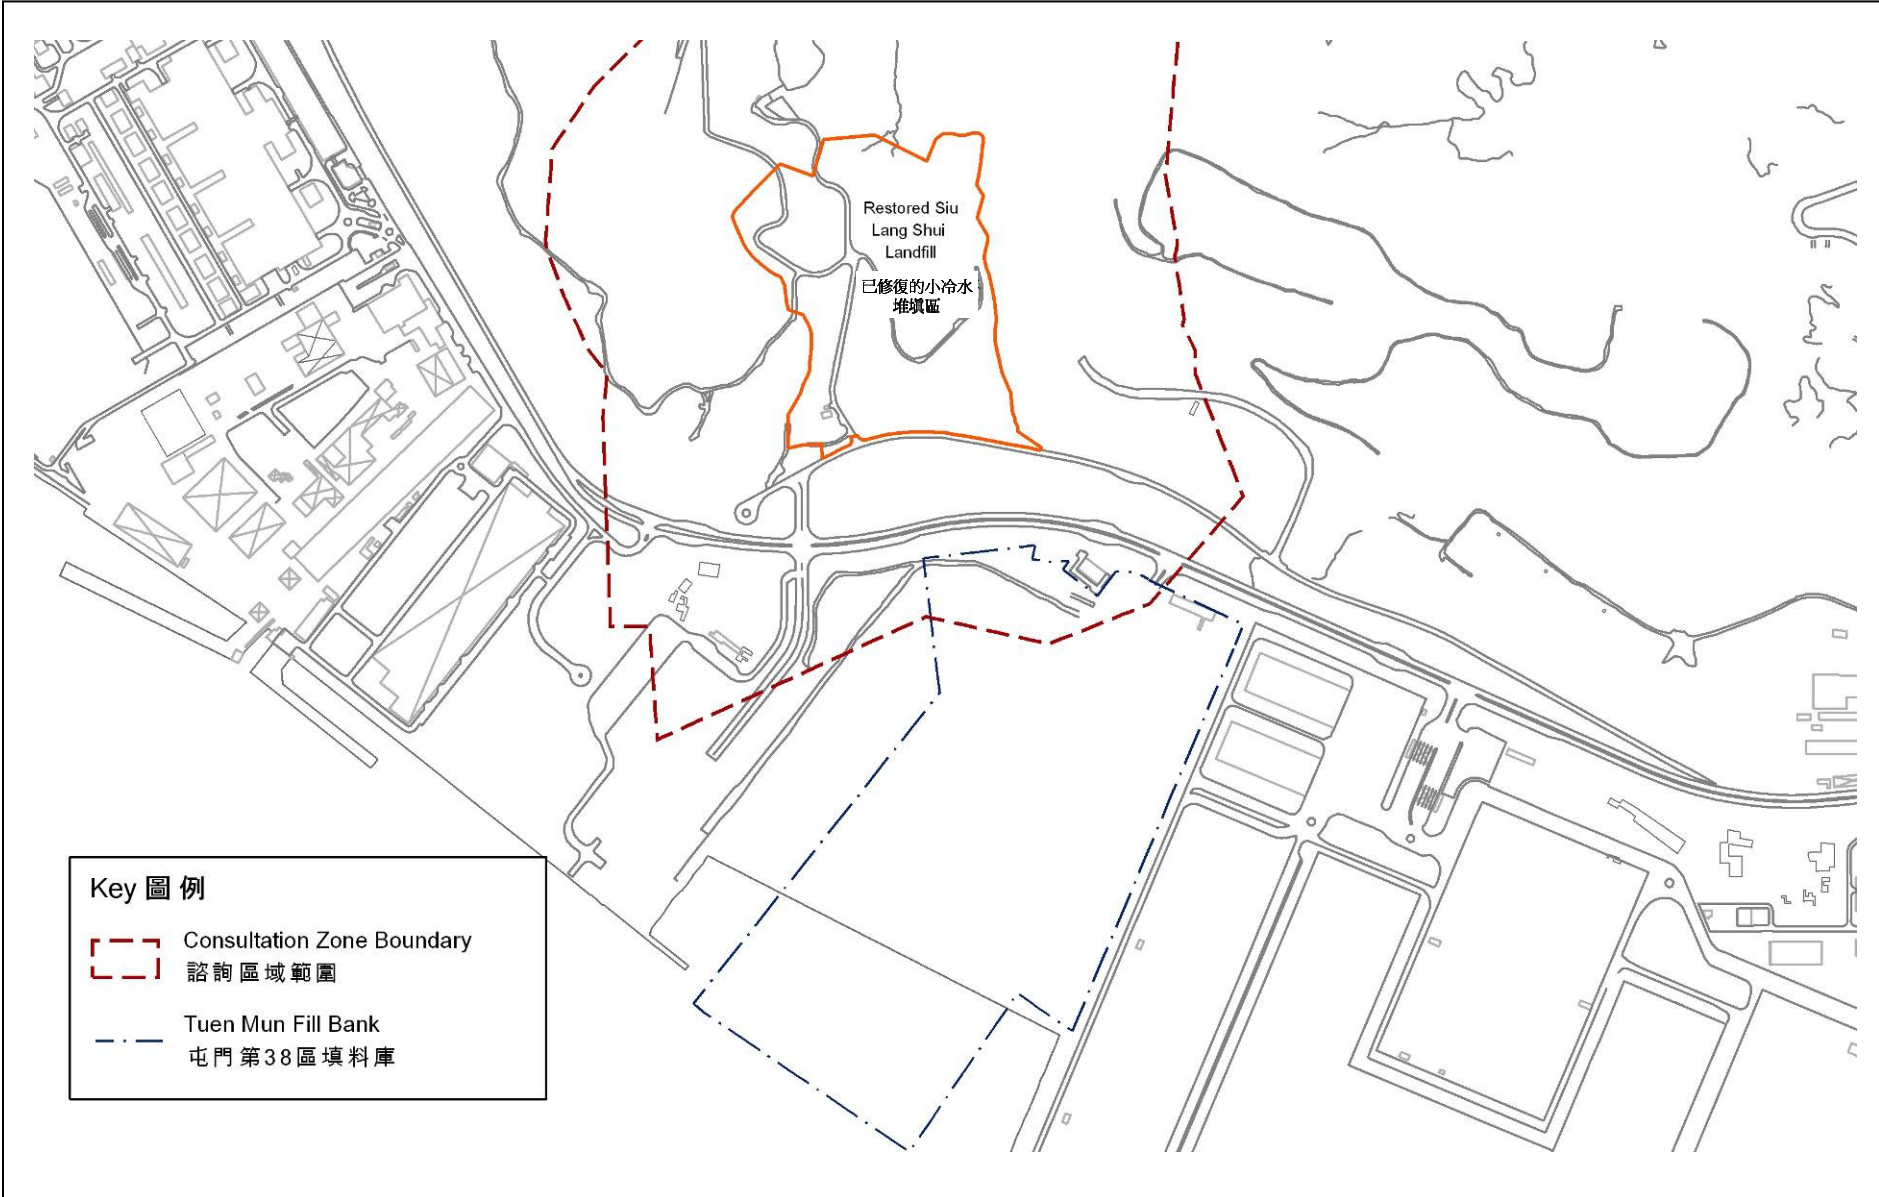 Restored Siu
Lang Shui
Landfill
已修復的小冷水
堆塡區
Key 圖例
Consultation Zone Boundary
諮詢區域範圍
Tuen Mun Fill Bank
屯門第38區填料庫